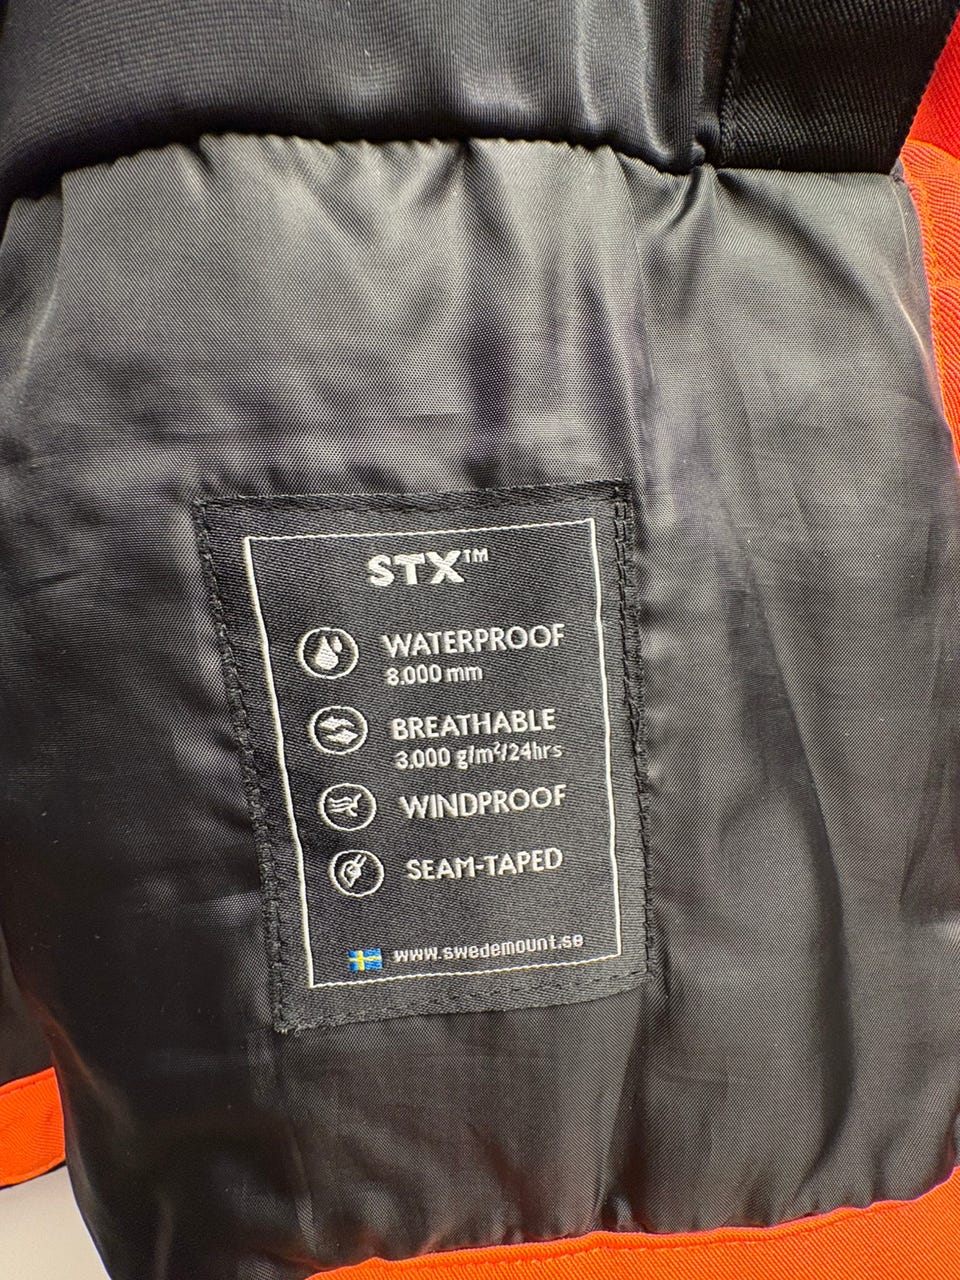 STX™
WATERPROOF
8.000 mm
BREATHABLE
3.000 g/m²/24hrs
WINDPROOF
SEAM-TAPED
www.swedemount.se